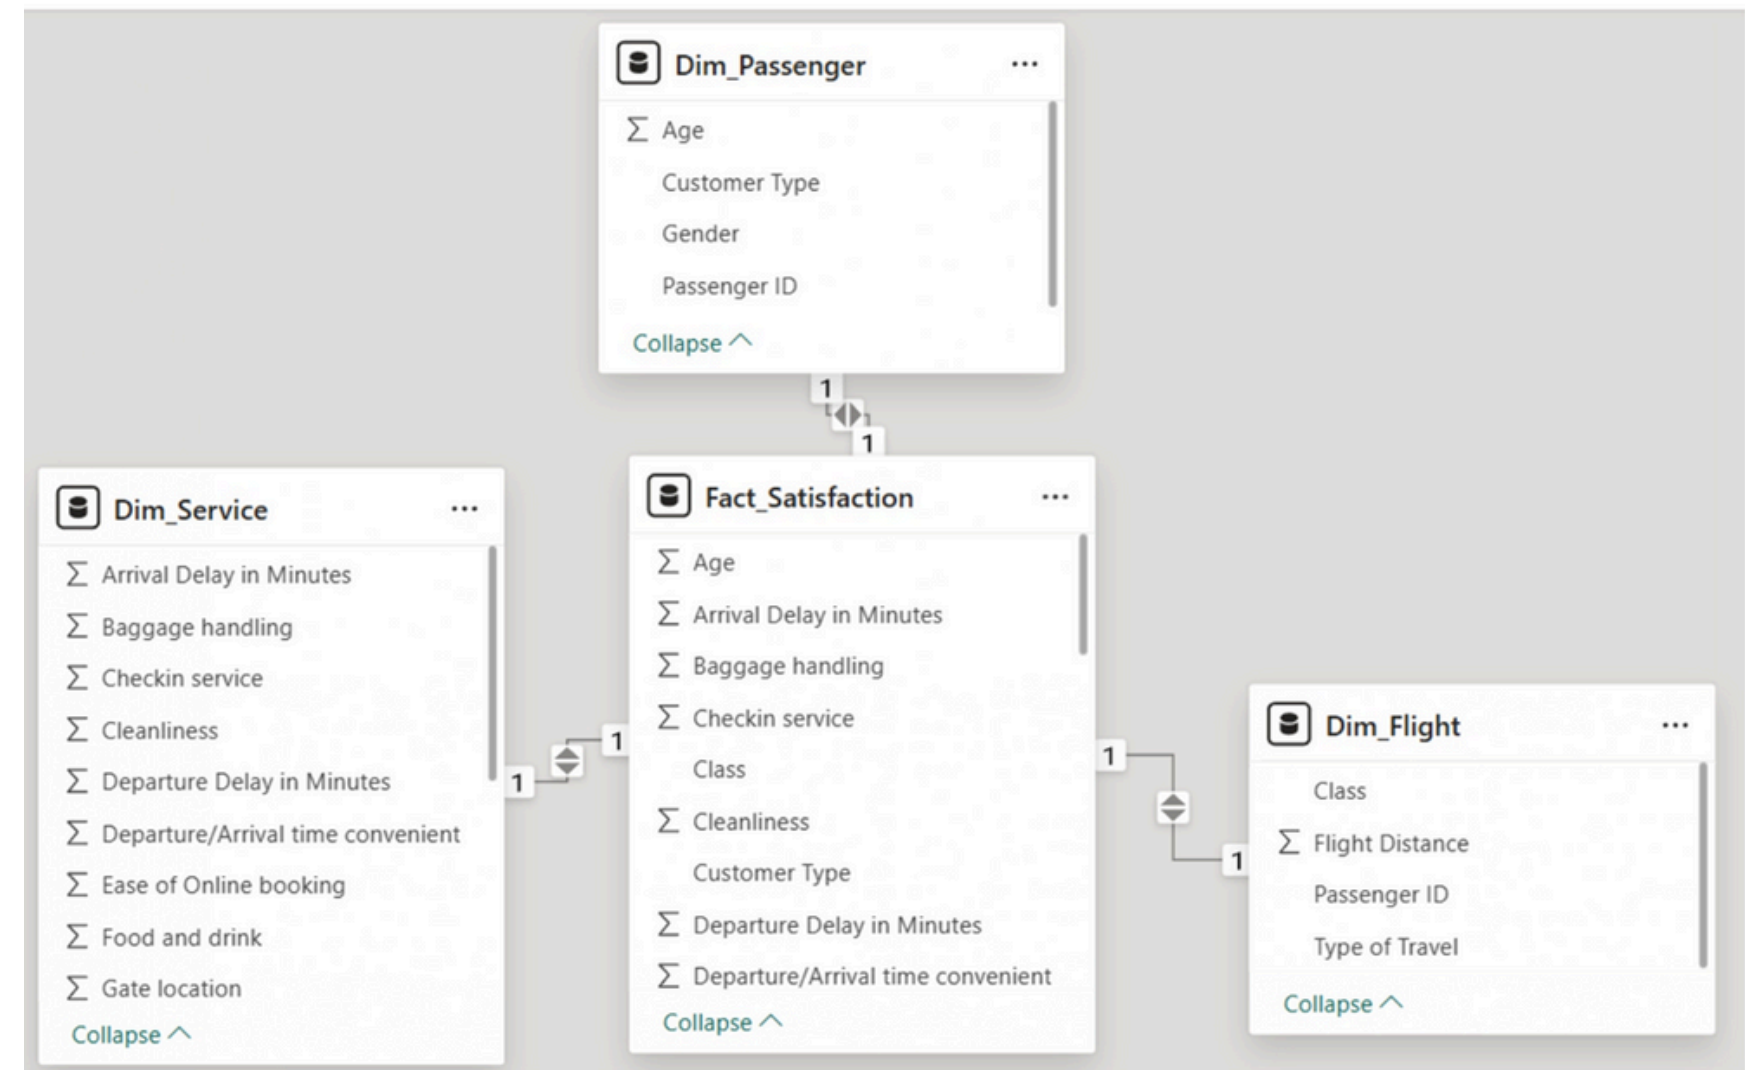 Dim_Passenger
Age
Customer Type
Gender
Passenger ID
Collapse
1
1
Dim_Service
Arrival Delay in Minutes
Baggage handling
Checkin service
Cleanliness
Departure Delay in Minutes
Departure/Arrival time convenient
Ease of Online booking
Food and drink
Gate location
Collapse
1
1
Fact_Satisfaction
Age
Arrival Delay in Minutes
Baggage handling
Checkin service
Class
Cleanliness
Customer Type
Departure Delay in Minutes
Departure/Arrival time convenient
Collapse
1
1
Dim_Flight
Class
Flight Distance
Passenger ID
Type of Travel
Collapse